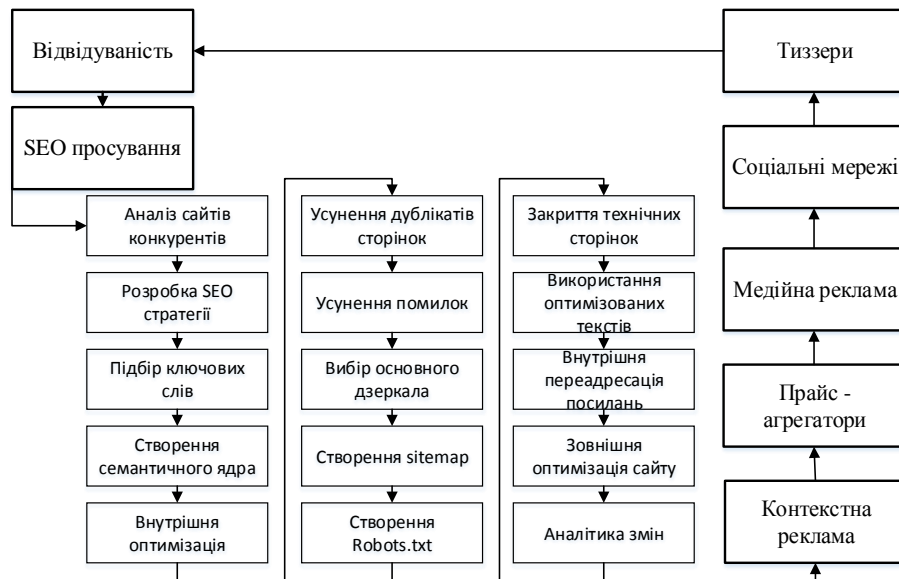 Відвідуваність
SEO просування
Аналіз сайтів
конкурентів
Розробка SEO
стратегії
Підбір ключових
слів
Створення
семантичного ядра
Внутрішня
оптимізація
Усунення дублікатів
сторінок
Усунення помилок
Вибір основного
дзеркала
Створення sitemap
Створення
Robots.txt
Закриття технічних
сторінок
Використання
оптимізованих
текстів
Внутрішня
переадресація
посилань
Зовнішня
оптимізація сайту
Аналітика змін
Контекстна
реклама
Прайс -
агрегатори
Медійна реклама
Соціальні мережі
Тиззери